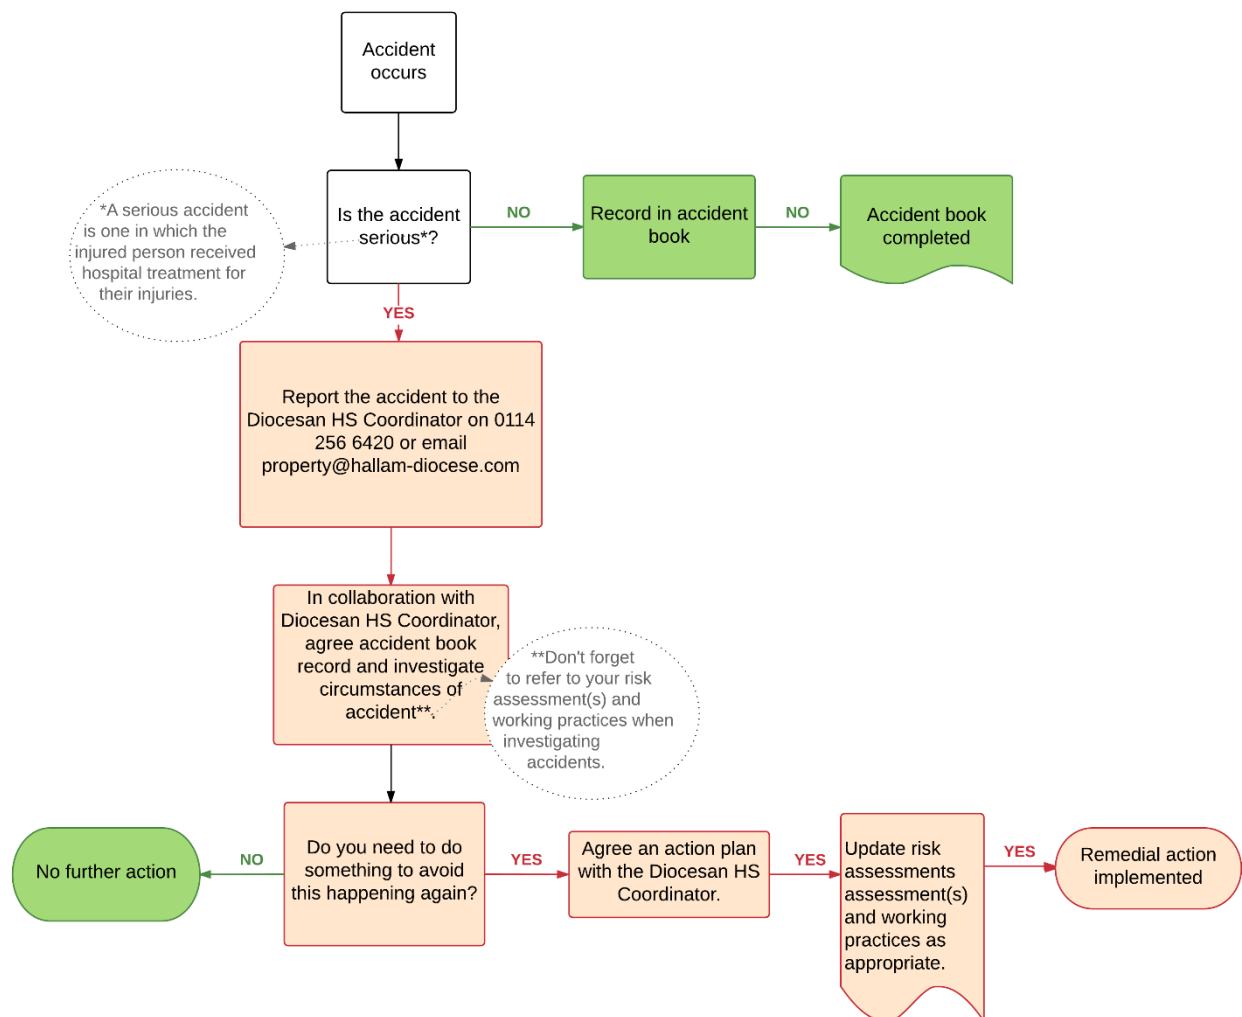 Accident
occurs
*A serious accident
is one in which the
injured person received
hospital treatment for
their injuries.
Is the accident
serious*?
NO
Record in accident
book
NO
Accident book
completed
YES
Report the accident to the
Diocesan HS Coordinator on 0114
256 6420 or email
property@hallam-diocese.com
In collaboration with
Diocesan HS Coordinator,
agree accident book
record and investigate
circumstances of
accident**.
**Don't forget
to refer to your risk
assessment(s) and
working practices when
investigating
accidents.
No further action
NO
Do you need to do
something to avoid
this happening again?
YES
Agree an action plan
with the Diocesan HS
Coordinator.
YES
Update risk
assessments
assessment(s)
and working
practices as
appropriate.
YES
Remedial action
implemented